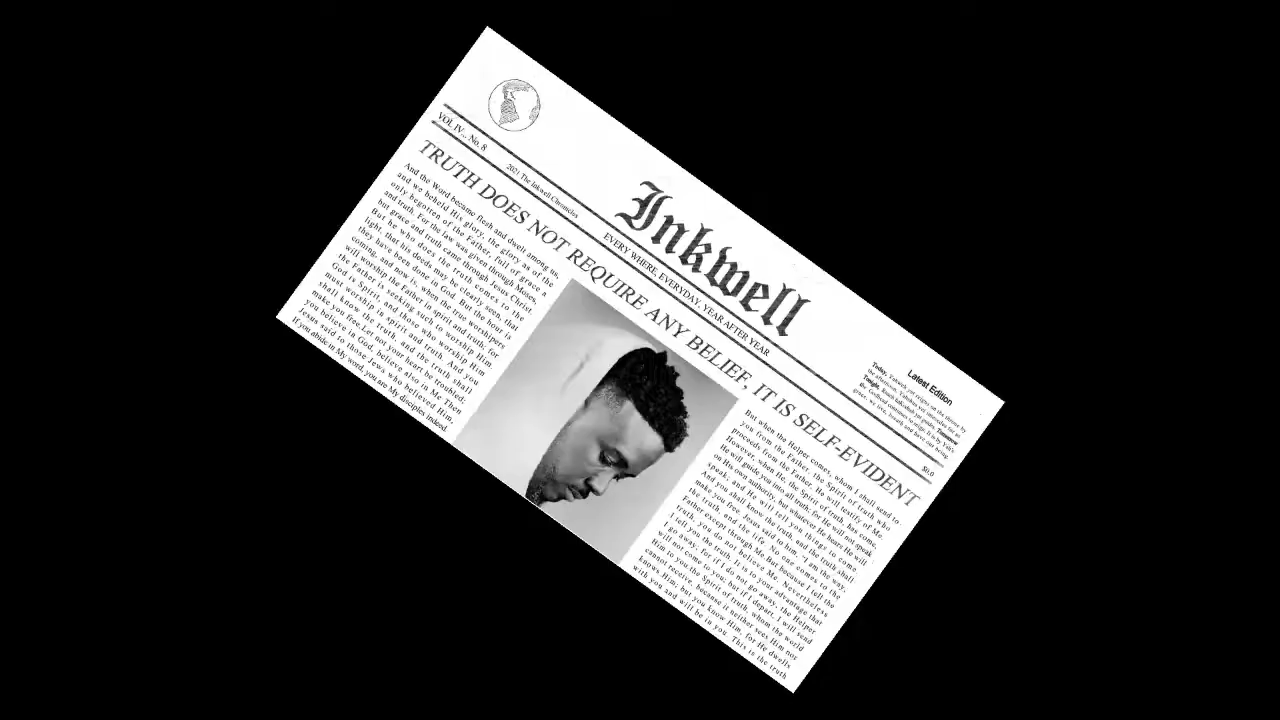 Inkwell
Latest Edition
VOL IV... No. 8
2021 The Inkwell Chronicles
EVERY WHERE, EVERYDAY, YEAR AFTER YEAR
$0.0
TRUTH DOES NOT REQUIRE ANY BELIEF, IT IS SELF-EVIDENT
And the Word became flesh and dwelt among us,
and we beheld His glory, the glory as of the
only begotten of the Father, full of grace a
and truth. For the law was given through Moses,
but grace and truth came through Jesus Christ.
But he who does the truth comes to the
light, that his deeds may be clearly seen, that
they have been done in God. But the hour is
coming, and now is, when the true worshipers
will worship the Father in spirit and truth; for
the Father is seeking such to worship Him.
God is Spirit, and those who worship Him
must worship in spirit and truth. And you
shall know the truth, and the truth shall
make you free.Let not your heart be troubled;
you believe in God, believe also in Me Then
Jesus said to those Jews who believed Him,
If you abide in My word, you are My disciples indeed.
But when the Helper comes, whom I shall send to
you from the Father, the Spirit of truth who
proceeds from the Father, He will testify of Me.
However, when He, the Spirit of truth, has come,
He will guide you into all truth; for He will not speak
on His own authority, but whatever He hears He will
speak; and He will tell you things to come.
And you shall know the truth, and the truth shall
make you free. Jesus said to him, "I am the way,
the truth, and the life. No one comes to the
Father except through Me.But because I tell the
truth, you do not believe Me. Nevertheless
I tell you the truth. It is to your advantage that
I go away; for if I do not go away, the Helper
will not come to you; but if I depart, I will send
Him to you.the Spirit of truth, whom the world
cannot receive, because it neither sees Him nor
knows Him; but you know Him, for He dwells
with you and will be in you. This is the truth